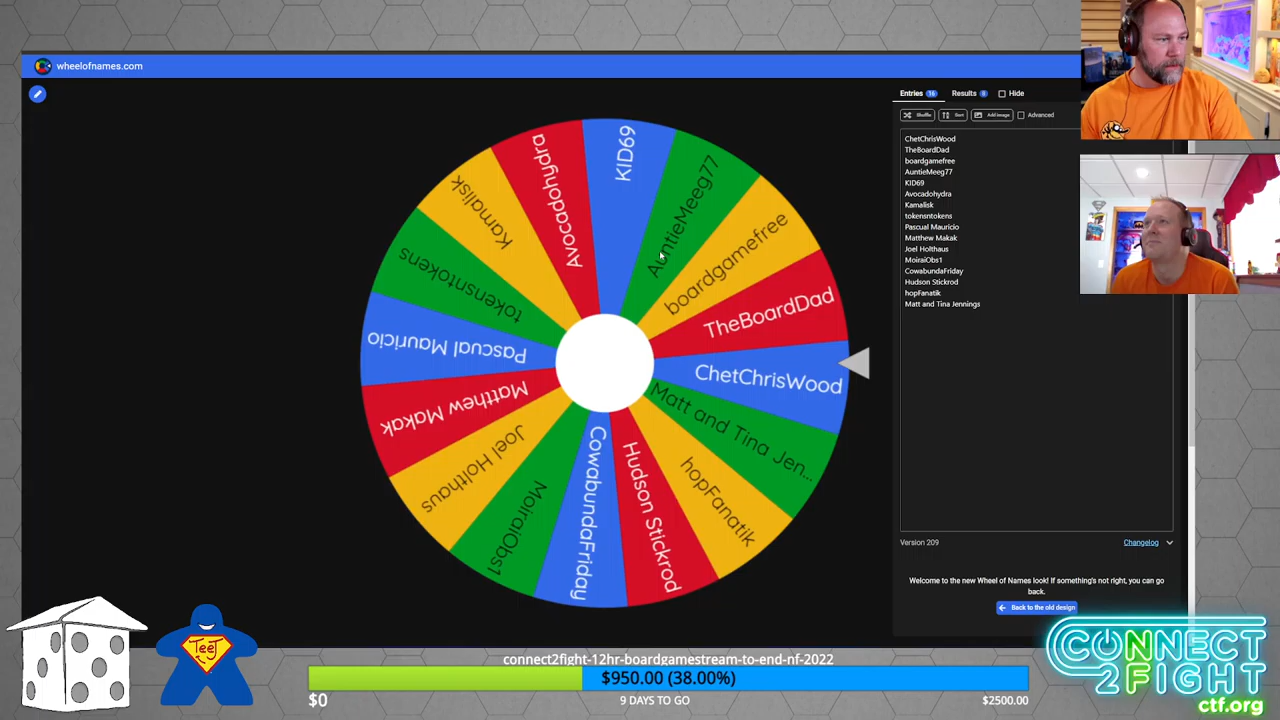 wheelofnames.com
Entries 16 Results 8 Hide
Shuffle Sort Add image Advanced
ChetChrisWood
TheBoardDad
boardgamefree
AuntieMeeg77
KID69
Avocadohydra
Kamalisk
tokensntokens
Pascual Mauricio
Matthew Makak
Joel Holthaus
MoiraiObs1
CowabundaFriday
Hudson Stickrod
hopFanatik
Matt and Tina Jennings
KID69
AuntieMeeg77
boardgamefree
TheBoardDad
ChetChrisWood
Matt and Tina Jen...
hopFanatik
Hudson Stickrod
CowabundaFriday
MoiraiObs1
Joel Holthaus
Matthew Makak
Pascual Mauricio
tokensntokens
Kamalisk
Avocadohydra
Version 209
Changelog
Welcome to the new Wheel of Names look! If something's not right, you can go
back.
Back to the old design
TeeT
connect2fight-12hr-boardgamestream-to-end-nf-2022
$950.00 (38.00%)
$0
9 DAYS TO GO
$2500.00
CONNECT
2FIGHT
ctf.org